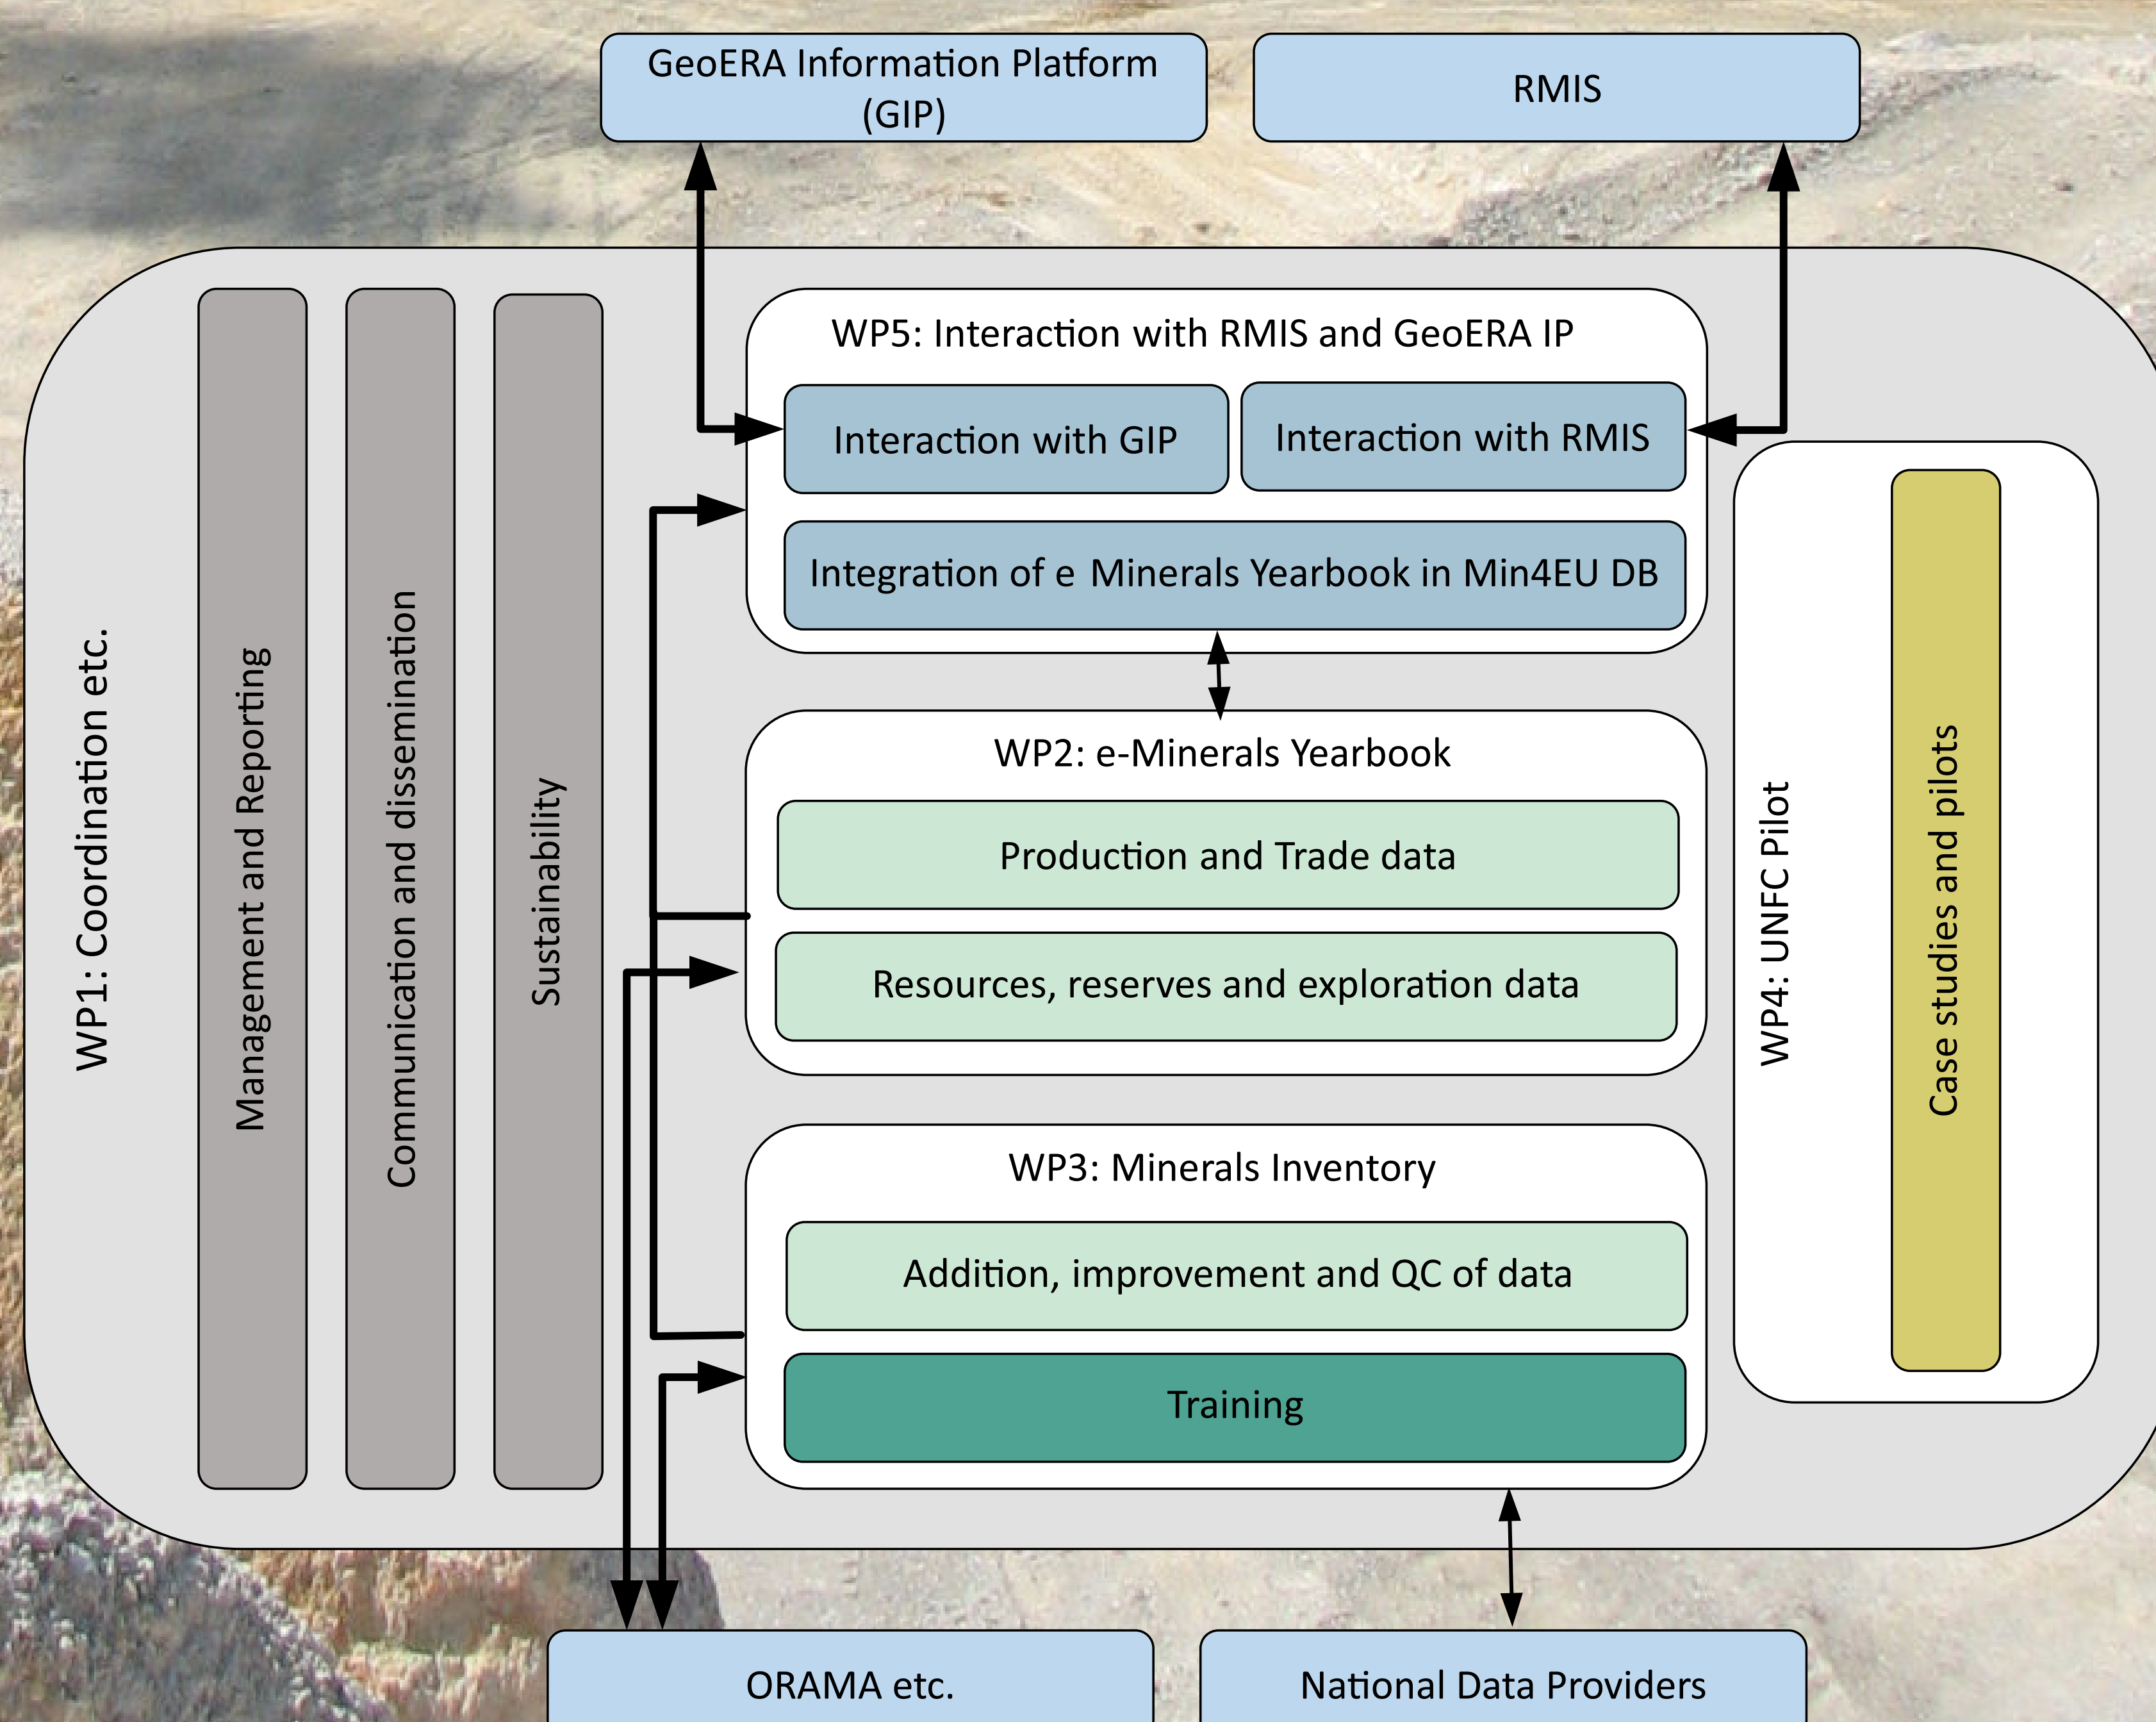 GeoERA Information Platform
(GIP)
RMIS
WP1: Coordination etc.
Management and Reporting
Communication and dissemination
Sustainability
WP5: Interaction with RMIS and GeoERA IP
Interaction with GIP
Interaction with RMIS
Integration of e Minerals Yearbook in Min4EU DB
WP2: e-Minerals Yearbook
Production and Trade data
Resources, reserves and exploration data
WP3: Minerals Inventory
Addition, improvement and QC of data
Training
WP4: UNFC Pilot
Case studies and pilots
ORAMA etc.
National Data Providers